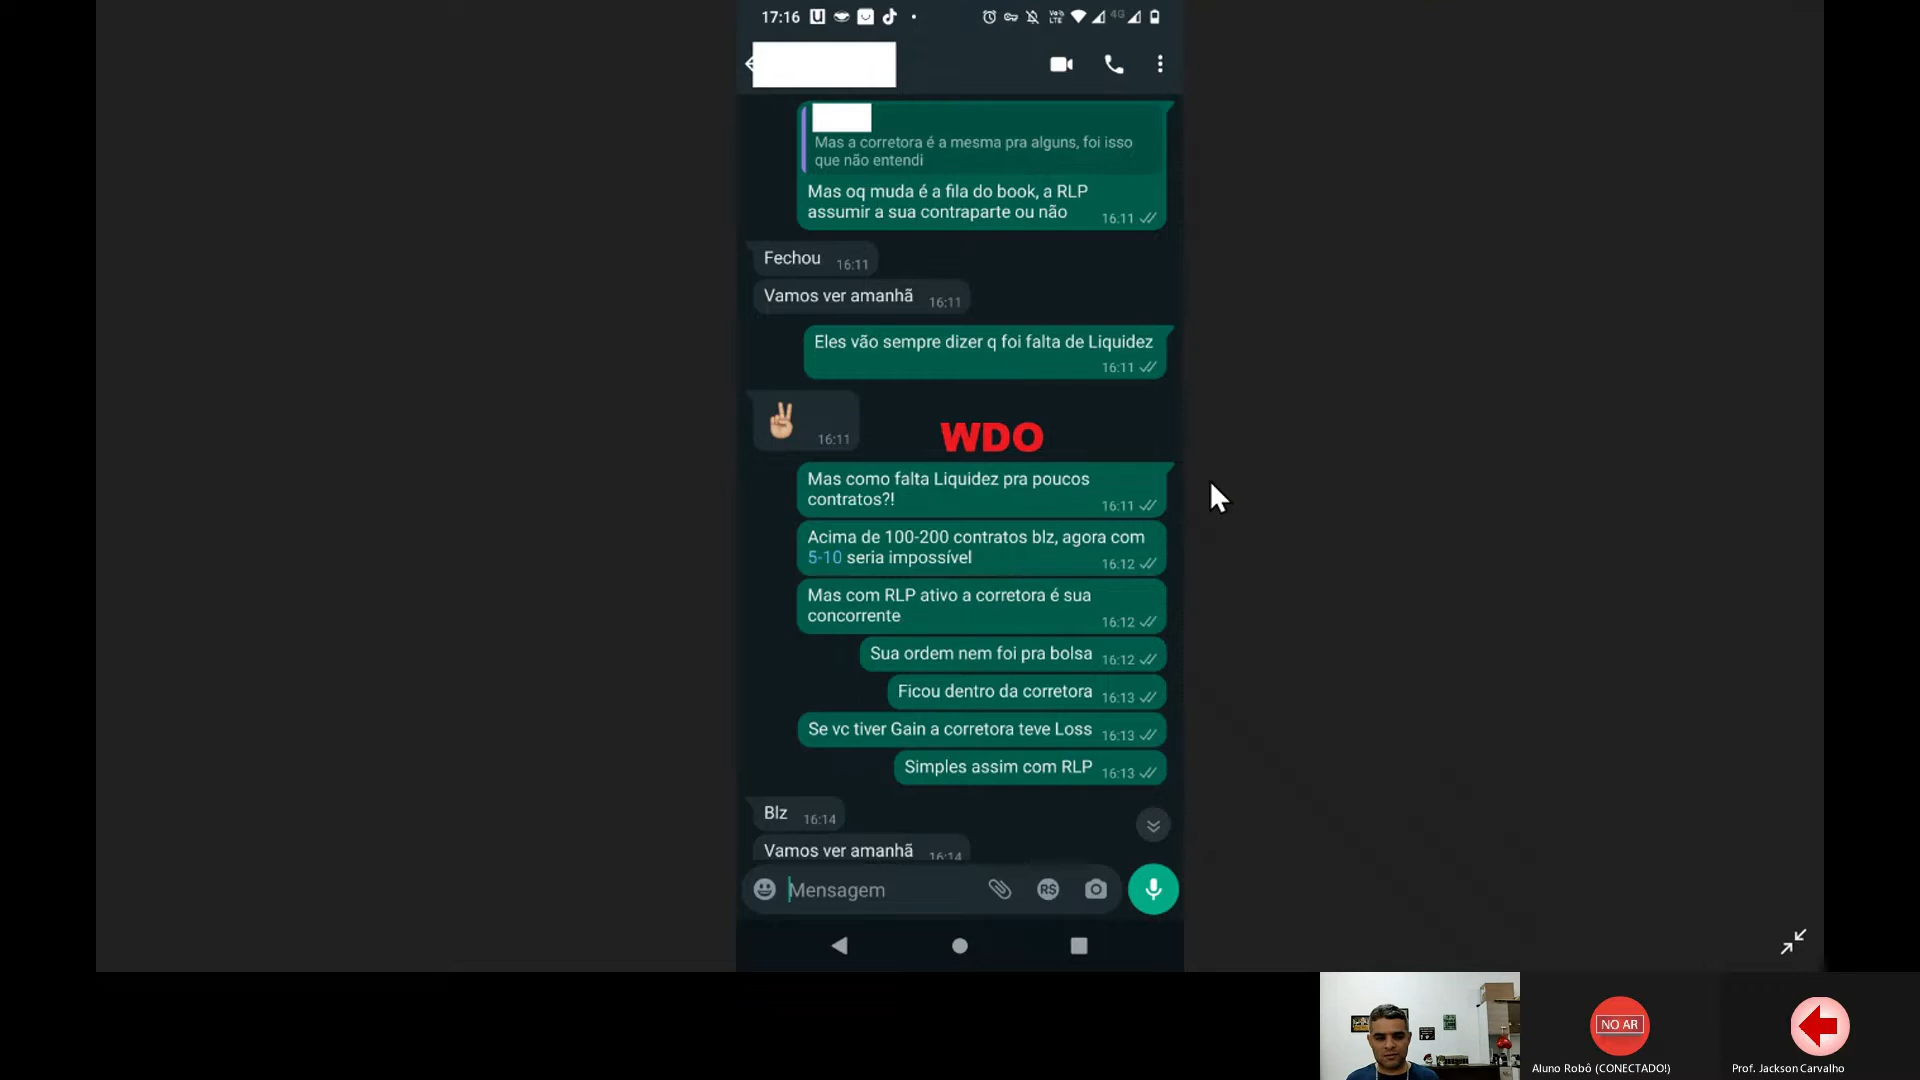 17:16
4G
Mas a corretora é a mesma pra alguns, foi isso
que não entendi
Mas oq muda é a fila do book, a RLP
assumir a sua contraparte ou não
16:11
Fechou
16:11
Vamos ver amanhã
16:11
Eles vão sempre dizer q foi falta de Liquidez
16:11
16:11
WDO
Mas como falta Liquidez pra poucos
contratos?!
16:11
Acima de 100-200 contratos blz, agora com
5-10 seria impossível
16:12
Mas com RLP ativo a corretora é sua
concorrente
16:12
Sua ordem nem foi pra bolsa
16:12
Ficou dentro da corretora
16:13
Se vc tiver Gain a corretora teve Loss
16:13
Simples assim com RLP
16:13
Blz
16:14
Vamos ver amanhã
16:14
Mensagem
R$
NO AR
Aluno Robô (CONECTADO!)
Prof. Jackson Carvalho